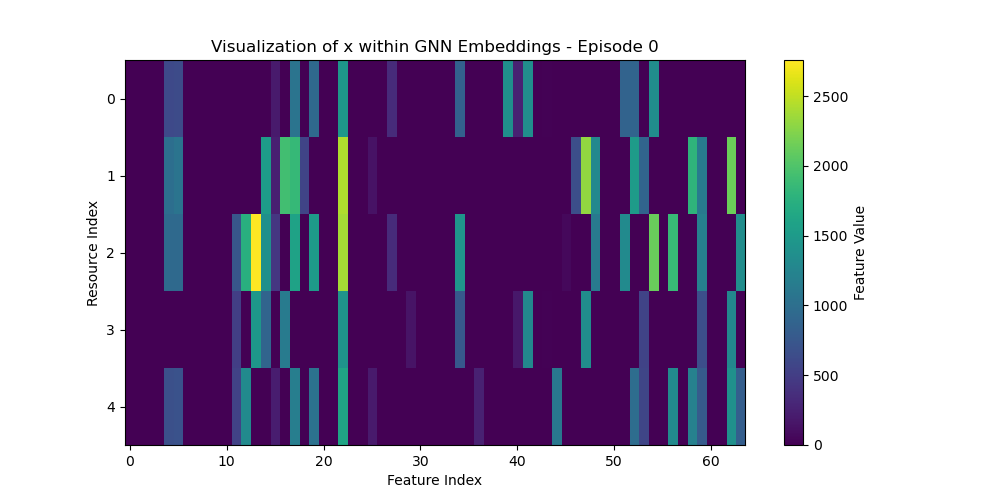 Visualization of x within GNN Embeddings - Episode 0
Resource Index
0
1
2
3
4
0 10 20 30 40 50 60
Feature Index
2500
2000
1500
1000
500
0
Feature Value